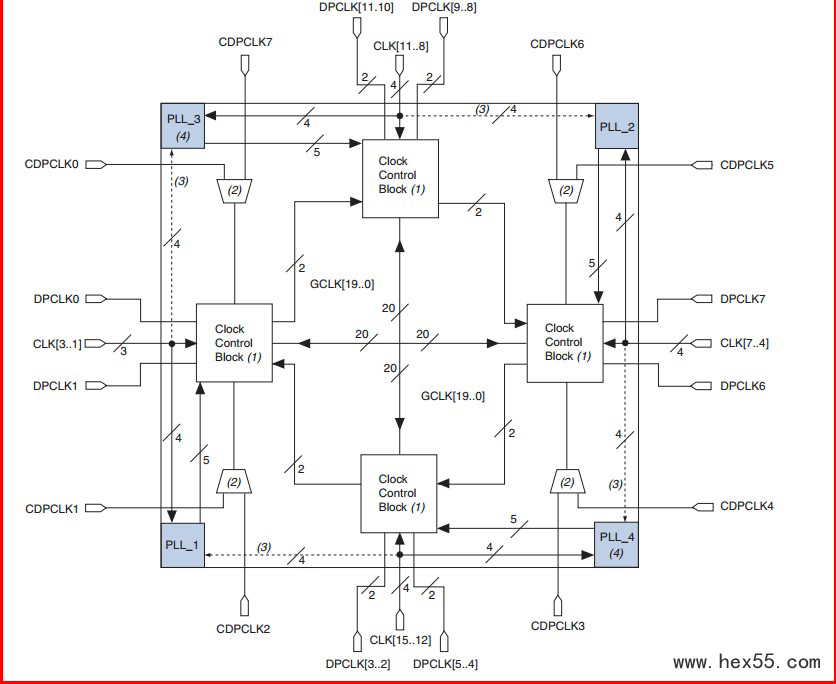 DPCLK[11.10]
DPCLK[9..8]
CDPCLK7
CLK[11..8]
CDPCLK6
2
4
2
PLL_3
(4)
4
(3)
4
PLL_2
5
CDPCLK0
(3)
(2)
Clock
Control
Block (1)
(2)
CDPCLK5
2
4
4
5
2
GCLK[19..0]
DPCLK0
DPCLK7
20
CLK[3..1]
3
Clock
Control
Block (1)
20
20
Clock
Control
Block (1)
4
CLK[7..4]
20
DPCLK1
DPCLK6
GCLK[19..0]
4
5
2
2
4
(2)
Clock
Control
Block (1)
(2)
(3)
CDPCLK1
CDPCLK4
5
PLL_1
(3)
4
4
PLL_4
(4)
2
4
2
CDPCLK2
CDPCLK3
CLK[15..12]
DPCLK[3..2]
DPCLK[5..4]
www.hex55.com